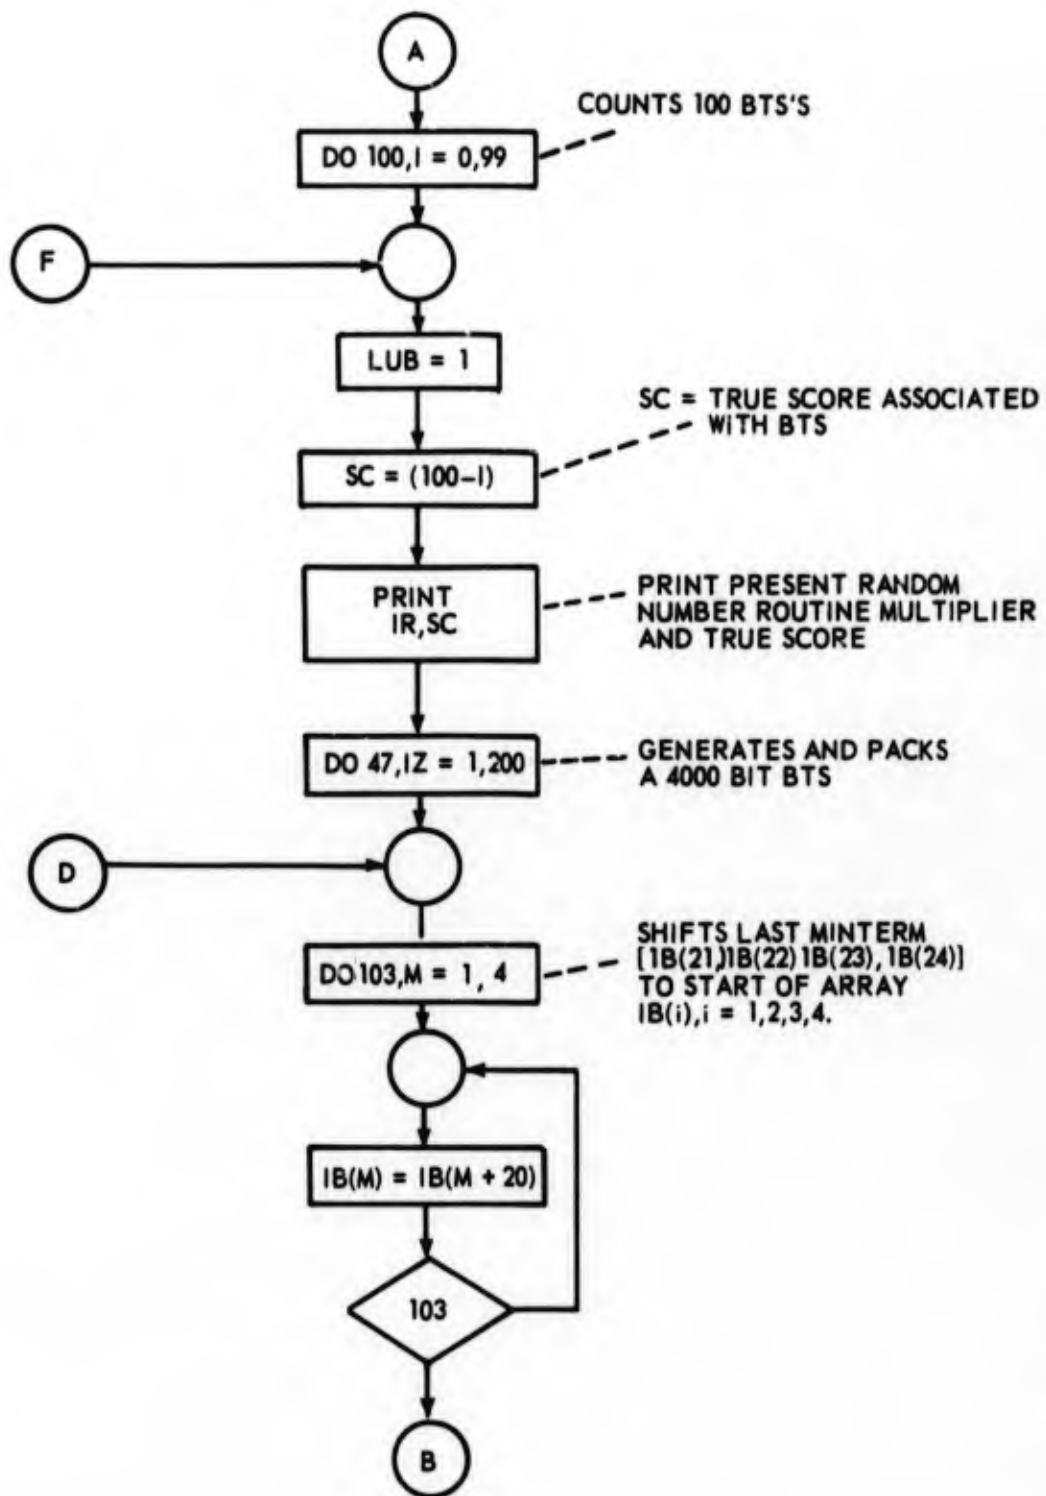 A
COUNTS 100 BTS'S
DO 100,I = 0,99
F
LUB = 1
SC = TRUE SCORE ASSOCIATED
WITH BTS
SC = (100-I)
PRINT
IR,SC
PRINT PRESENT RANDOM
NUMBER ROUTINE MULTIPLIER
AND TRUE SCORE
DO 47,IZ = 1,200
GENERATES AND PACKS
A 4000 BIT BTS
D
DO 103,M = 1, 4
SHIFTS LAST MINTERM
[IB(21,)IB(22) IB(23), IB(24)]
TO START OF ARRAY
IB(i),i = 1,2,3,4.
IB(M) = IB(M + 20)
103
B